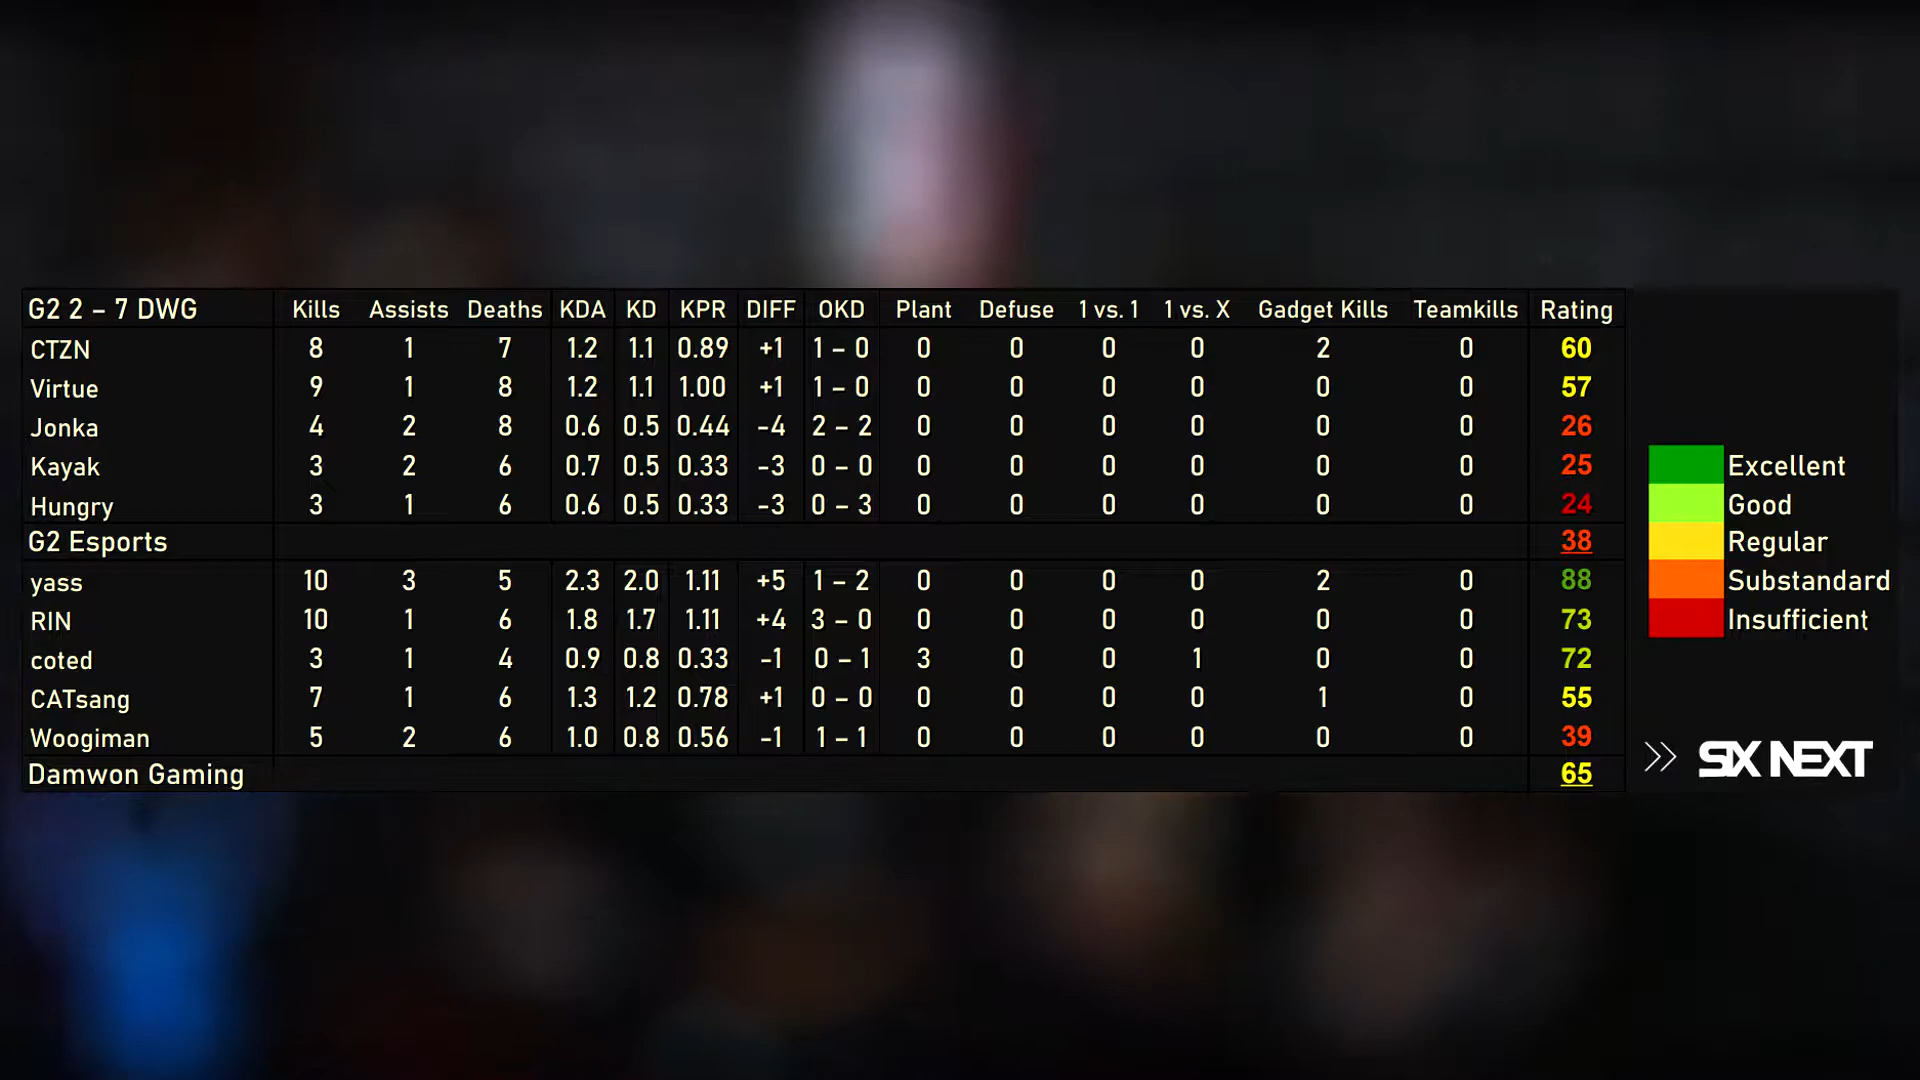 G2 2 – 7 DWG Kills Assists Deaths KDA KD KPR DIFF OKD Plant Defuse 1 vs. 1 1 vs. X Gadget Kills Teamkills Rating
CTZN 8 1 7 1.2 1.1 0.89 +1 1 – 0 0 0 0 0 2 0 60
Virtue 9 1 8 1.2 1.1 1.00 +1 1 – 0 0 0 0 0 0 0 57
Jonka 4 2 8 0.6 0.5 0.44 -4 2 – 2 0 0 0 0 0 0 26
Kayak 3 2 6 0.7 0.5 0.33 -3 0 – 0 0 0 0 0 0 0 25
Hungry 3 1 6 0.6 0.5 0.33 -3 0 – 3 0 0 0 0 0 0 24
G2 Esports 38
yass 10 3 5 2.3 2.0 1.11 +5 1 – 2 0 0 0 0 2 0 88
RIN 10 1 6 1.8 1.7 1.11 +4 3 – 0 0 0 0 0 0 0 73
coted 3 1 4 0.9 0.8 0.33 -1 0 – 1 3 0 0 1 0 0 72
CATsang 7 1 6 1.3 1.2 0.78 +1 0 – 0 0 0 0 0 1 0 55
Woogiman 5 2 6 1.0 0.8 0.56 -1 1 – 1 0 0 0 0 0 0 39
Damwon Gaming 65
Excellent
Good
Regular
Substandard
Insufficient
SIX NEXT